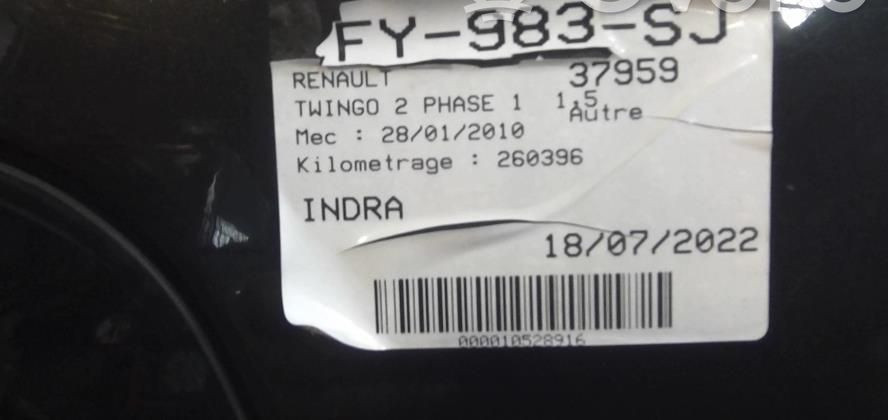 FY-983-SJ
RENAULT 37959
TWINGO 2 PHASE 1 1.5
Autre
Mec : 28/01/2010
Kilometrage : 260396
INDRA
18/07/2022
000010528916